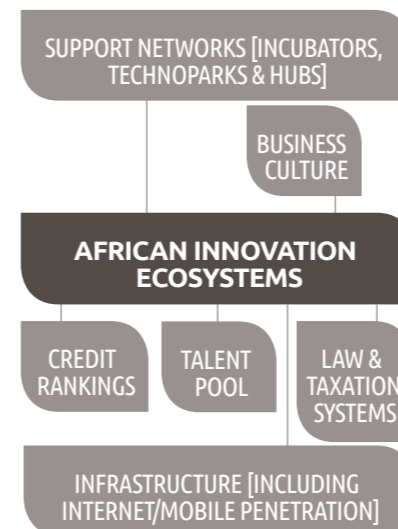 SUPPORT NETWORKS [INCUBATORS,
TECHNOPARKS & HUBS]
BUSINESS
CULTURE
AFRICAN INNOVATION
ECOSYSTEMS
CREDIT
RANKINGS
TALENT
POOL
LAW &
TAXATION
SYSTEMS
INFRASTRUCTURE [INCLUDING
INTERNET/MOBILE PENETRATION]